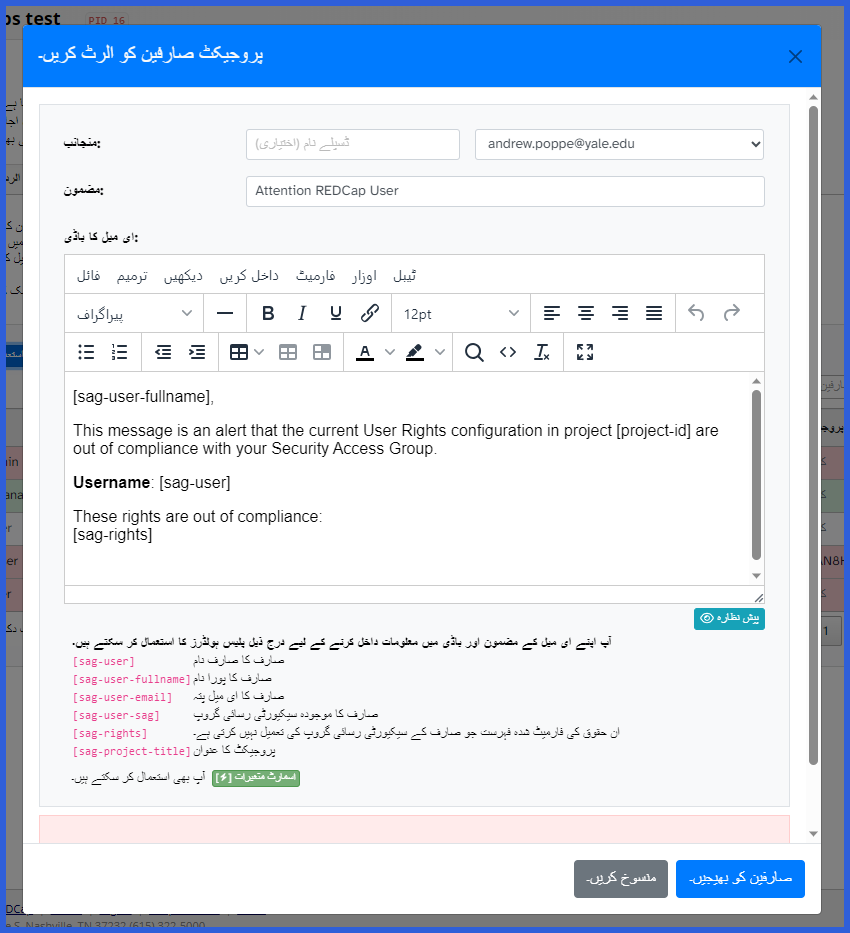 os test PID 16
پروجیکٹ صارفین کو الرٹ کریں۔
منجانب:
ڈسپلے نام (اختیاری)
andrew.poppe@yale.edu
مضمون:
Attention REDCap User
ای میل کا باڈی:
فائل ترمیم دیکھیں داخل کریں فارمیٹ اوزار ٹیبل
پیراگراف
12pt
[sag-user-fullname],
This message is an alert that the current User Rights configuration in project [project-id] are
out of compliance with your Security Access Group.
Username: [sag-user]
These rights are out of compliance:
[sag-rights]
پیش نظارہ
آپ اپنے ای میل کے مضمون اور باڈی میں معلومات داخل کرنے کے لیے درج ذیل پلیس ہولڈرز کا استعمال کر سکتے ہیں۔
[sag-user] صارف کا صارف نام
[sag-user-fullname] صارف کا پورا نام
[sag-user-email] صارف کا ای میل پتہ
[sag-user-sag] صارف کا موجودہ سیکیورٹی رسائی گروپ
[sag-rights] ان حقوق کی فارمیٹ شدہ فہرست جو صارف کے سیکیورٹی رسائی گروپ کی تعمیل نہیں کرتی ہے۔
[sag-project-title] پروجیکٹ کا عنوان
آپ بھی استعمال کر سکتے ہیں۔ [⚡] اسمارٹ متغیرات
منسوخ کریں۔
صارفین کو بھیجیں۔
S, Nashville, TN 37232 (615) 322-5000